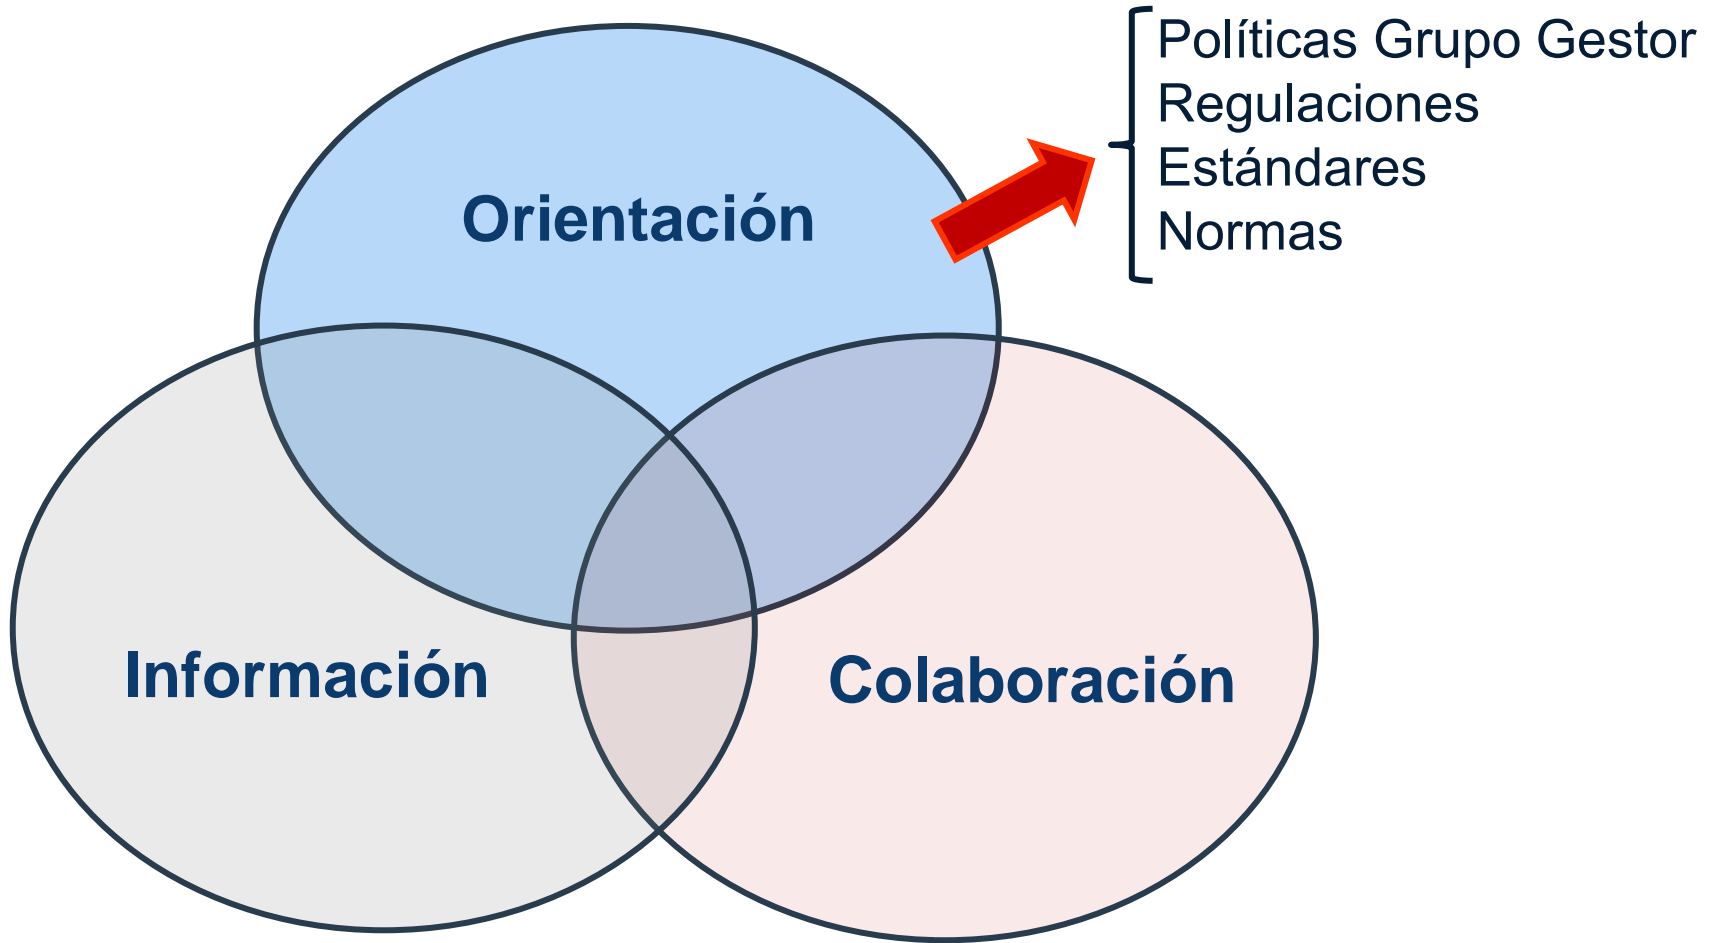 Políticas Grupo Gestor
Regulaciones
Estándares
Normas
Orientación
Información
Colaboración